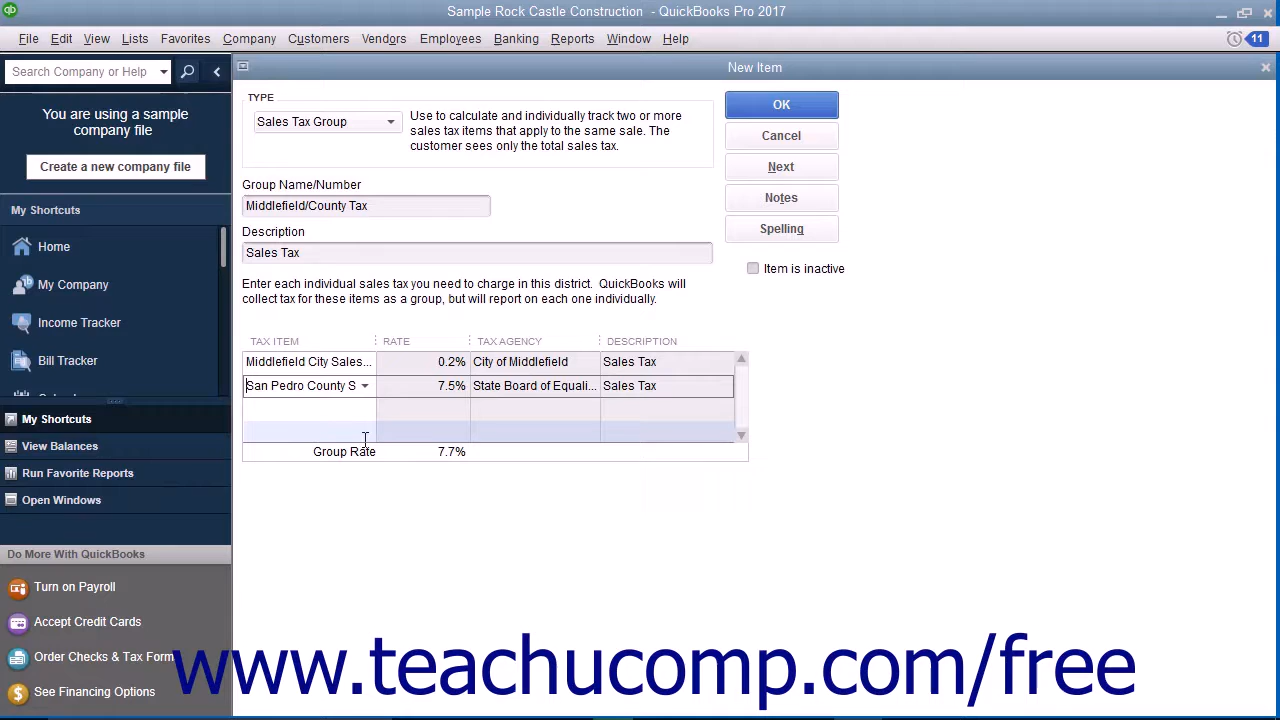 Sample Rock Castle Construction - QuickBooks Pro 2017
File Edit View Lists Favorites Company Customers Vendors Employees Banking Reports Window Help
11
Search Company or Help
New Item
You are using a sample
company file
Create a new company file
My Shortcuts
Home
My Company
Income Tracker
Bill Tracker
My Shortcuts
View Balances
Run Favorite Reports
Open Windows
Do More With QuickBooks
Turn on Payroll
Accept Credit Cards
Order Checks & Tax Form
See Financing Options
TYPE
Sales Tax Group
Use to calculate and individually track two or more
sales tax items that apply to the same sale. The
customer sees only the total sales tax.
OK
Cancel
Next
Notes
Spelling
Item is inactive
Group Name/Number
Middlefield/County Tax
Description
Sales Tax
Enter each individual sales tax you need to charge in this district. QuickBooks will
collect tax for these items as a group, but will report on each one individually.
TAX ITEM RATE TAX AGENCY DESCRIPTION
Middlefield City Sales... 0.2% City of Middlefield Sales Tax
San Pedro County S 7.5% State Board of Equali... Sales Tax
Group Rate 7.7%
www.teachucomp.com/free